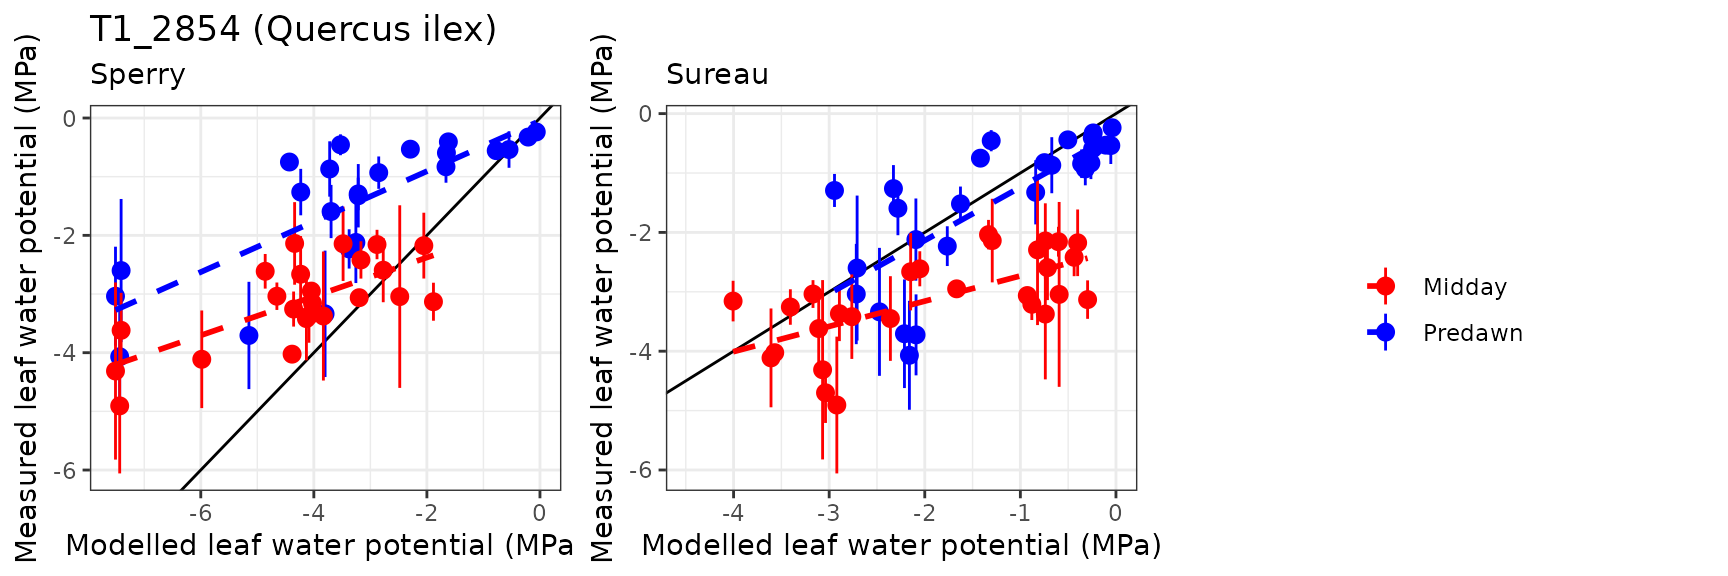 T1_2854 (Quercus ilex)
Sperry
Measured leaf water potential (MPa)
0
-2
-4
-6
-6
-4
-2
0
Modelled leaf water potential (MPa
Sureau
Measured leaf water potential (MPa)
0
-2
-4
-6
-4
-3
-2
-1
0
Modelled leaf water potential (MPa)
Midday
Predawn